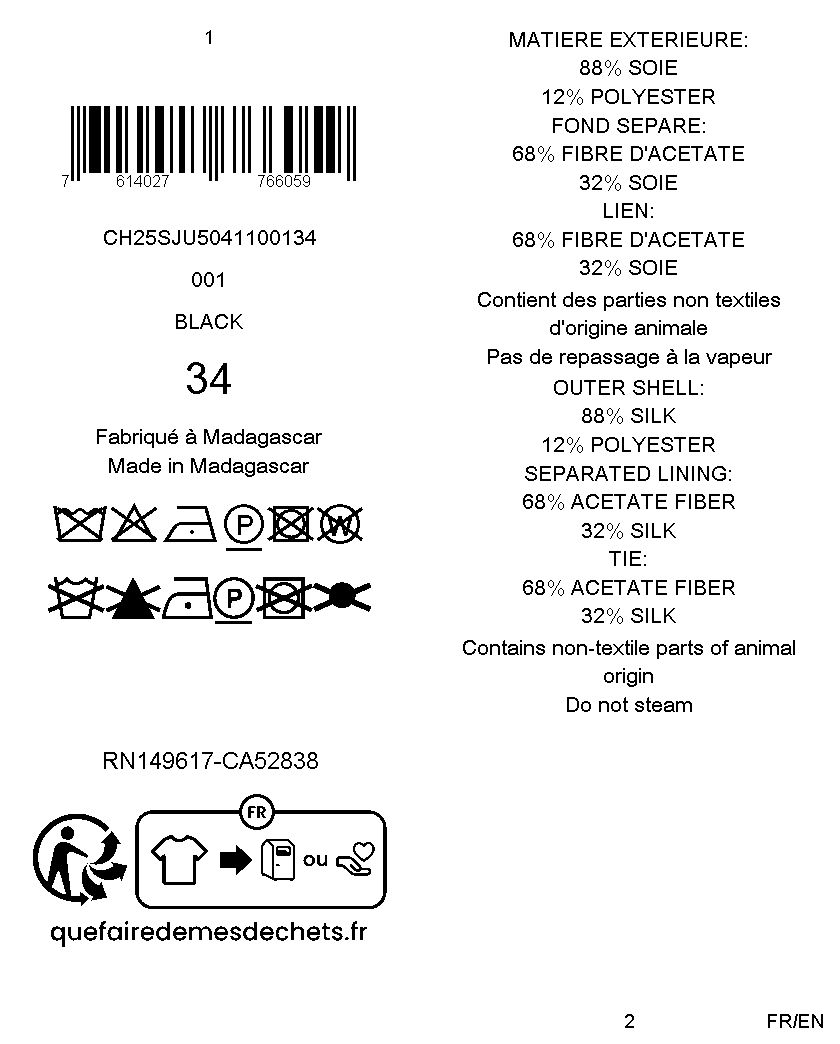 1
7 614027 766059
CH25SJU5041100134
001
BLACK
34
Fabriqué à Madagascar
Made in Madagascar
P W
P
RN149617-CA52838
FR
ou
quefairedemesdechets.fr
MATIERE EXTERIEURE:
88% SOIE
12% POLYESTER
FOND SEPARE:
68% FIBRE D'ACETATE
32% SOIE
LIEN:
68% FIBRE D'ACETATE
32% SOIE
Contient des parties non textiles
d'origine animale
Pas de repassage à la vapeur
OUTER SHELL:
88% SILK
12% POLYESTER
SEPARATED LINING:
68% ACETATE FIBER
32% SILK
TIE:
68% ACETATE FIBER
32% SILK
Contains non-textile parts of animal
origin
Do not steam
2
FR/EN